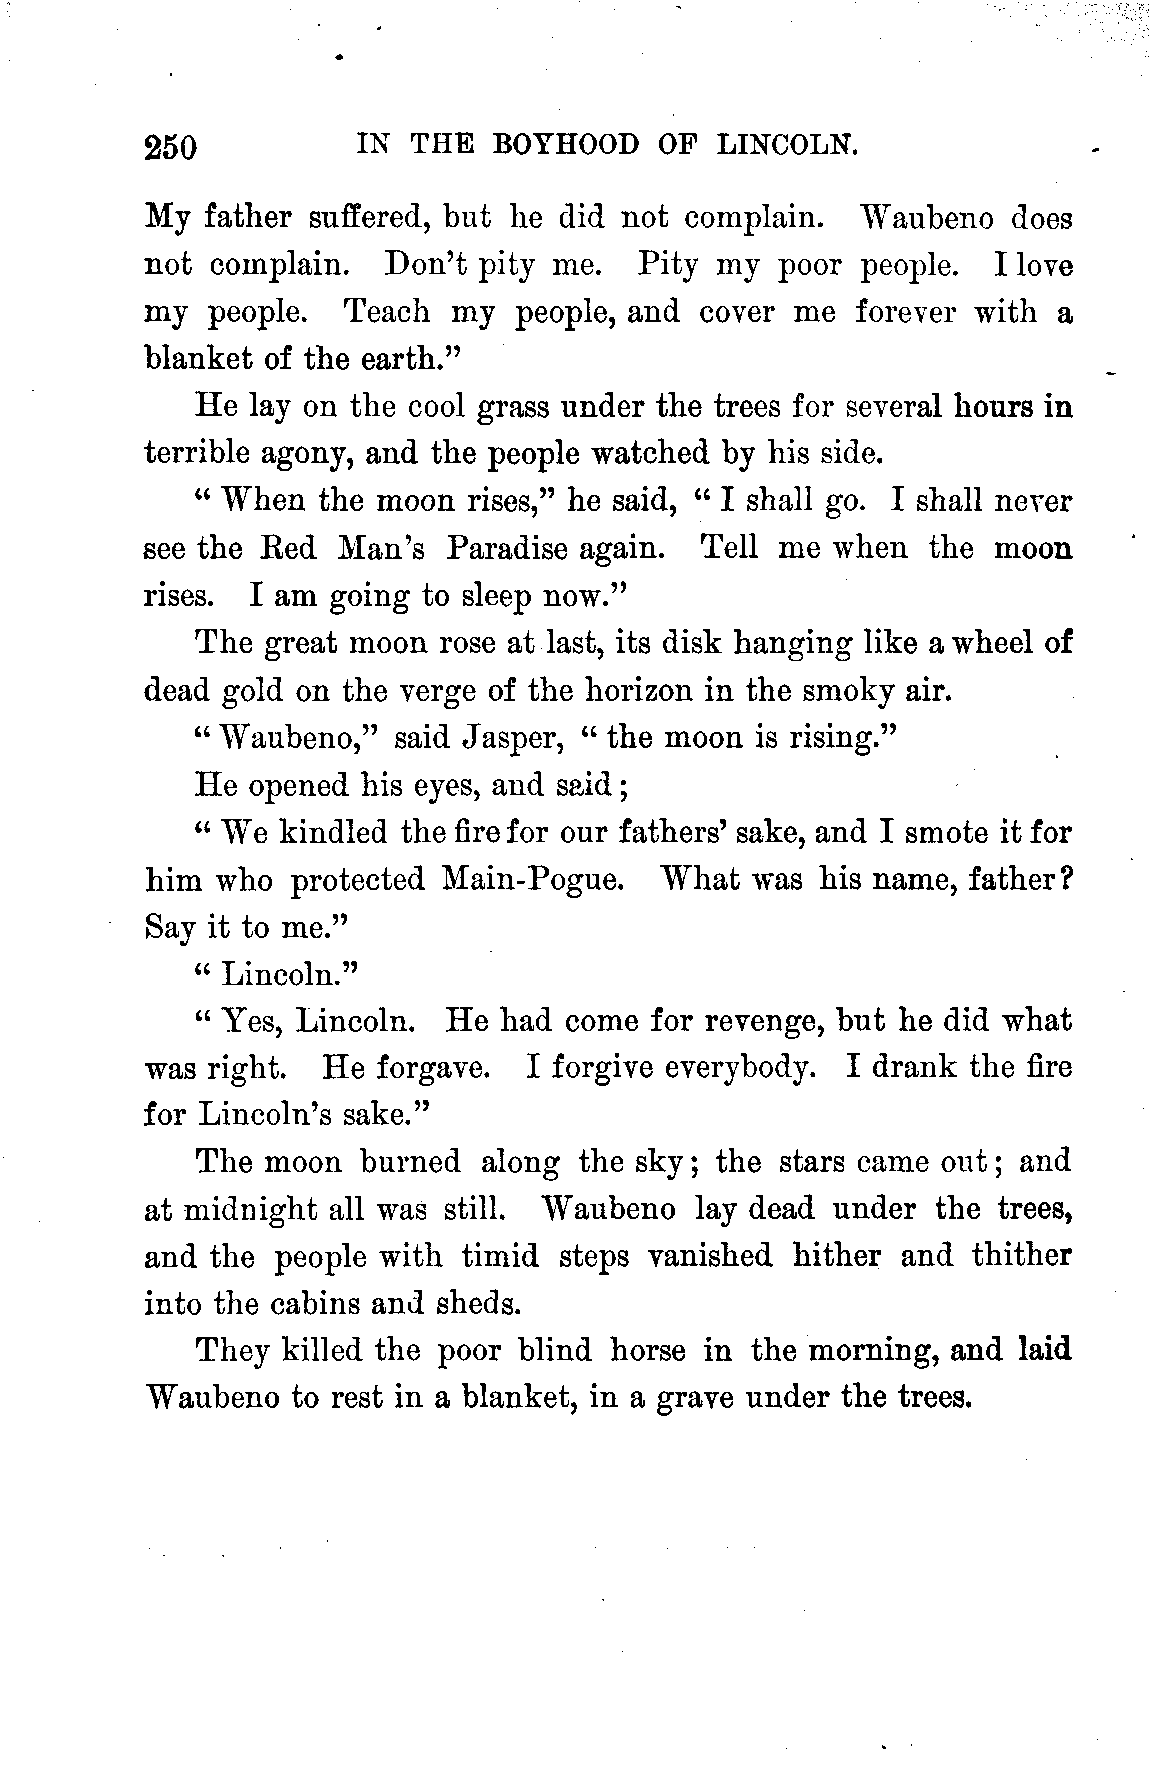 250 IN THE BOYHOOD OF LINCOLN.
My father suffered, but he did not complain. Waubeno does
not complain. Don't pity me. Pity my poor people. I love
my people. Teach my people, and cover me forever with a
blanket of the earth."
He lay on the cool grass under the trees for several hours in
terrible agony, and the people watched by his side.
" When the moon rises," he said, " I shall go. I shall never
see the Red Man's Paradise again. Tell me when the moon
rises. I am going to sleep now."
The great moon rose at last, its disk hanging like a wheel of
dead gold on the verge of the horizon in the smoky air.
" Waubeno," said Jasper, " the moon is rising."
He opened his eyes, and said ;
" We kindled the fire for our fathers' sake, and I smote it for
him who protected Main-Pogue. What was his name, father?
Say it to me."
" Lincoln."
" Yes, Lincoln. He had come for revenge, but he did what
was right. He forgave. I forgive everybody. I drank the fire
for Lincoln's sake."
The moon burned along the sky ; the stars came out ; and
at midnight all was still. Waubeno lay dead under the trees,
and the people with timid steps vanished hither and thither
into the cabins and sheds.
They killed the poor blind horse in the morning, and laid
Waubeno to rest in a blanket, in a grave under the trees.